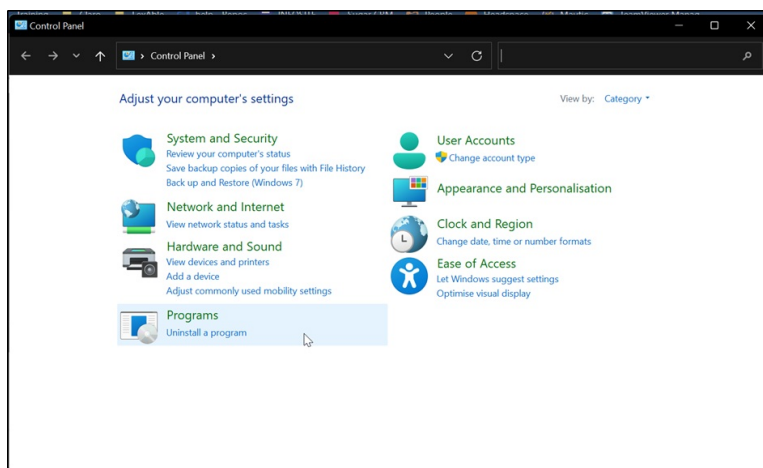 Control Panel
Control Panel
Adjust your computer's settings
View by: Category
System and Security
Review your computer's status
Save backup copies of your files with File History
Back up and Restore (Windows 7)
Network and Internet
View network status and tasks
Hardware and Sound
View devices and printers
Add a device
Adjust commonly used mobility settings
Programs
Uninstall a program
User Accounts
Change account type
Appearance and Personalisation
Clock and Region
Change date, time or number formats
Ease of Access
Let Windows suggest settings
Optimise visual display